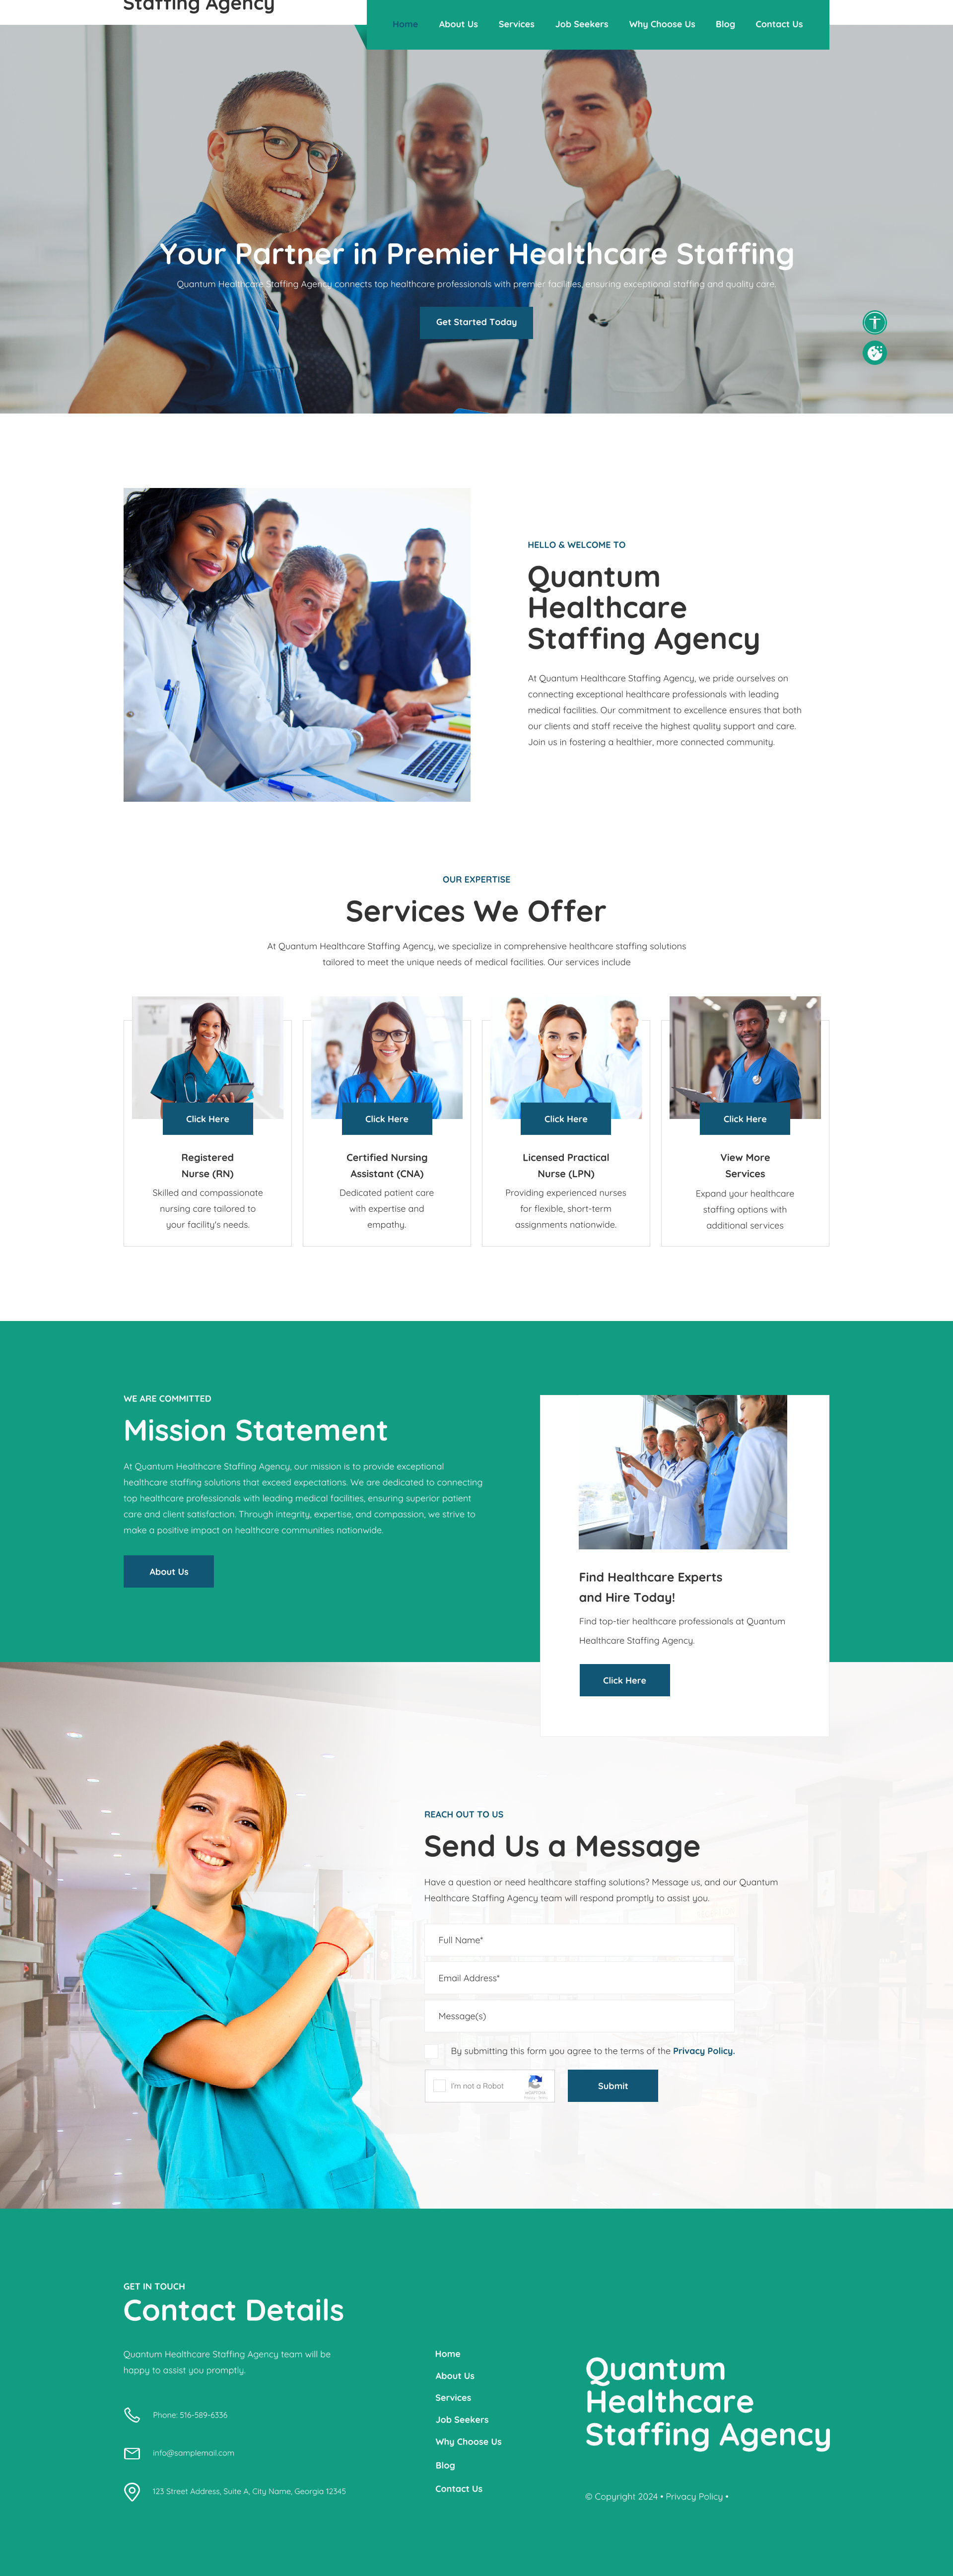 Staffing Agency
Home About Us Services Job Seekers Why Choose Us Blog Contact Us
Your Partner in Premier Healthcare Staffing
Quantum Healthcare Staffing Agency connects top healthcare professionals with premier facilities, ensuring exceptional staffing and quality care.
Get Started Today
HELLO & WELCOME TO
Quantum
Healthcare
Staffing Agency
At Quantum Healthcare Staffing Agency, we pride ourselves on
connecting exceptional healthcare professionals with leading
medical facilities. Our commitment to excellence ensures that both
our clients and staff receive the highest quality support and care.
Join us in fostering a healthier, more connected community.
OUR EXPERTISE
Services We Offer
At Quantum Healthcare Staffing Agency, we specialize in comprehensive healthcare staffing solutions
tailored to meet the unique needs of medical facilities. Our services include
Click Here
Registered
Nurse (RN)
Skilled and compassionate
nursing care tailored to
your facility's needs.
Click Here
Certified Nursing
Assistant (CNA)
Dedicated patient care
with expertise and
empathy.
Click Here
Licensed Practical
Nurse (LPN)
Providing experienced nurses
for flexible, short-term
assignments nationwide.
Click Here
View More
Services
Expand your healthcare
staffing options with
additional services
WE ARE COMMITTED
Mission Statement
At Quantum Healthcare Staffing Agency, our mission is to provide exceptional
healthcare staffing solutions that exceed expectations. We are dedicated to connecting
top healthcare professionals with leading medical facilities, ensuring superior patient
care and client satisfaction. Through integrity, expertise, and compassion, we strive to
make a positive impact on healthcare communities nationwide.
About Us
Find Healthcare Experts
and Hire Today!
Find top-tier healthcare professionals at Quantum
Healthcare Staffing Agency.
Click Here
REACH OUT TO US
Send Us a Message
Have a question or need healthcare staffing solutions? Message us, and our Quantum
Healthcare Staffing Agency team will respond promptly to assist you.
Full Name*
Email Address*
Message(s)
By submitting this form you agree to the terms of the Privacy Policy.
I'm not a Robot
reCAPTCHA
Submit
GET IN TOUCH
Contact Details
Quantum Healthcare Staffing Agency team will be
happy to assist you promptly.
Phone: 516-589-6336
info@samplemail.com
123 Street Address, Suite A, City Name, Georgia 12345
Home
About Us
Services
Job Seekers
Why Choose Us
Blog
Contact Us
Quantum
Healthcare
Staffing Agency
© Copyright 2024 • Privacy Policy •